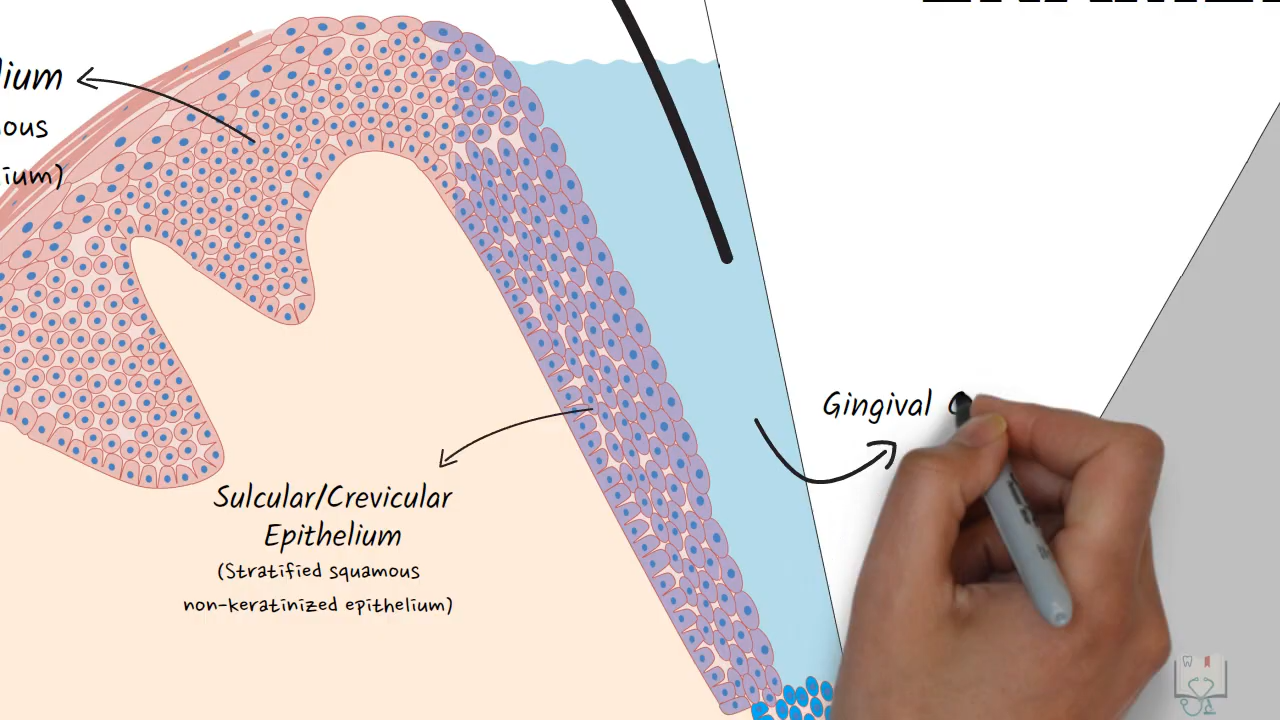 lium
ous
ium)
Gingival
Sulcular/Crevicular
Epithelium
(Stratified squamous
non-keratinized epithelium)